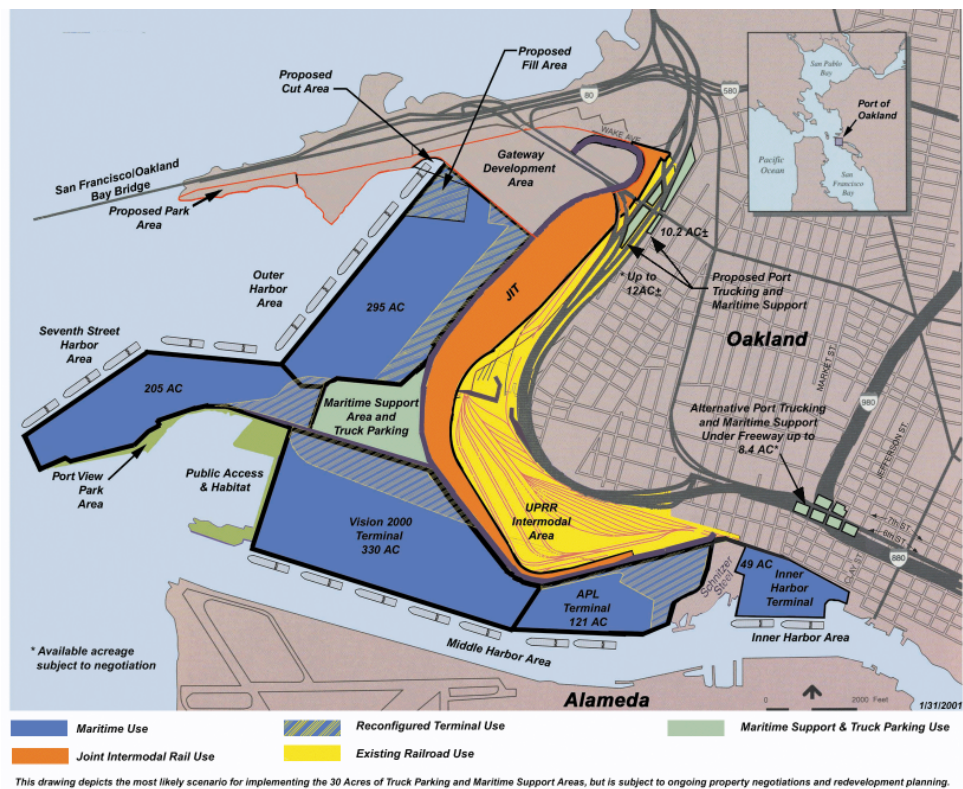 Proposed
Fill Area
Proposed
Cut Area
80
580
WAKE AVE.
San Pablo
Bay
Port of
Oakland
Pacific
Ocean
San
Francisco
Bay
Gateway
Development
Area
San Francisco/Oakland
Bay Bridge
Proposed Park
Area
10.2 AC±
* Up to
12AC±
Proposed Port
Trucking and
Maritime Support
Outer
Harbor
Area
JIT
295 AC
Oakland
Seventh Street
Harbor
Area
205 AC
MARKET ST.
980
JEFFERSON ST.
Maritime Support
Area and
Truck Parking
Alternative Port Trucking
and Maritime Support
Under Freeway up to
8.4 AC*
Port View
Park
Area
Public Access
& Habitat
UPRR
Intermodal
Area
Vision 2000
Terminal
330 AC
7th ST.
6th ST.
880
CLAY ST.
Schnitzer
Steel
49 AC
Inner
Harbor
Terminal
APL
Terminal
121 AC
Inner Harbor Area
Middle Harbor Area
* Available acreage
subject to negotiation
Alameda
0 2000 Feet
1/31/2001
Maritime Use
Reconfigured Terminal Use
Maritime Support & Truck Parking Use
Joint Intermodal Rail Use
Existing Railroad Use
This drawing depicts the most likely scenario for implementing the 30 Acres of Truck Parking and Maritime Support Areas, but is subject to ongoing property negotiations and redevelopment planning.